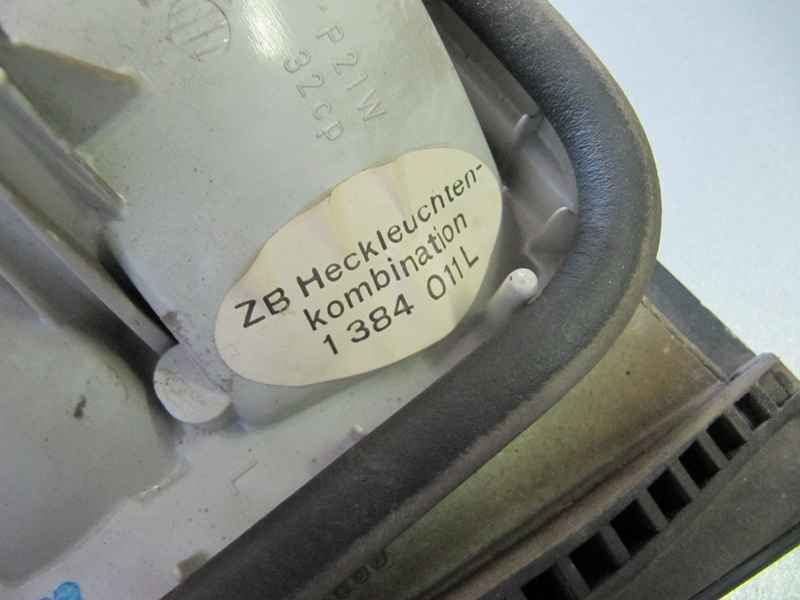 - P21W
32cp
ZB Heckleuchten-
kombination
1 384 011L
L